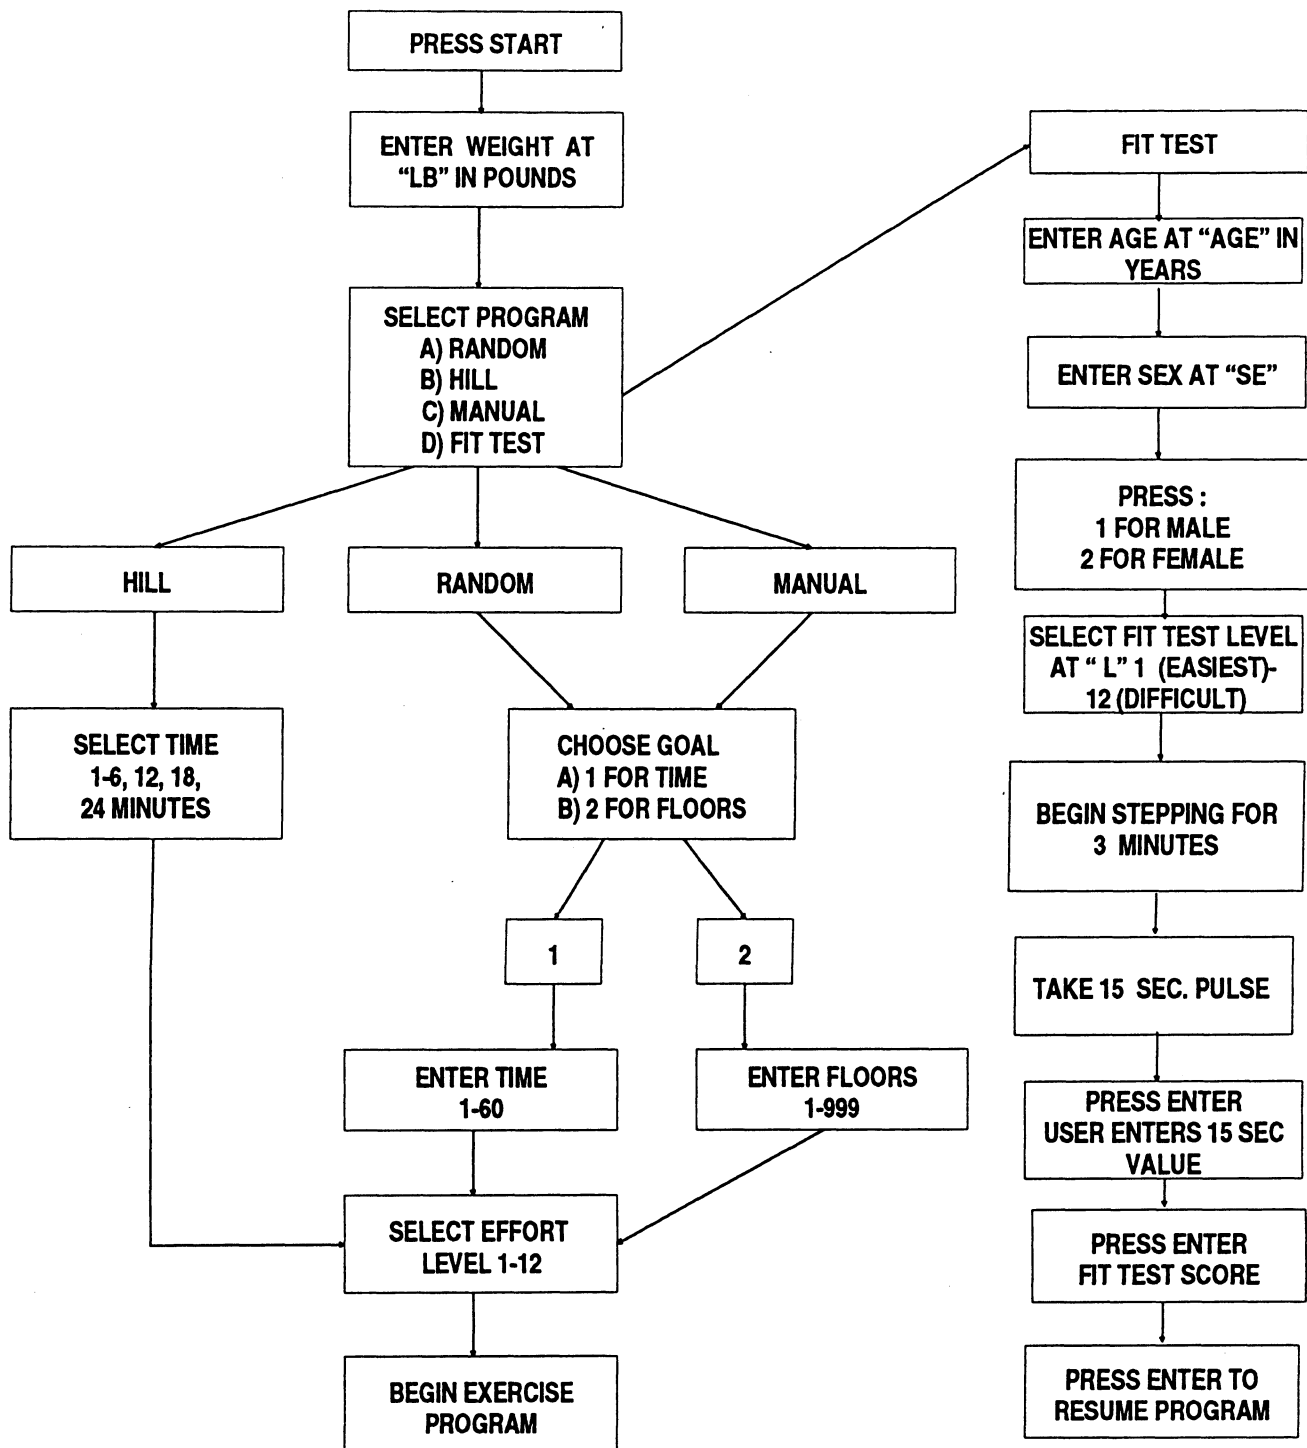 PRESS START
ENTER WEIGHT AT
“LB” IN POUNDS
SELECT PROGRAM
A) RANDOM
B) HILL
C) MANUAL
D) FIT TEST
HILL
RANDOM
MANUAL
SELECT TIME
1-6, 12, 18,
24 MINUTES
CHOOSE GOAL
A) 1 FOR TIME
B) 2 FOR FLOORS
1
2
ENTER TIME
1-60
ENTER FLOORS
1-999
SELECT EFFORT
LEVEL 1-12
BEGIN EXERCISE
PROGRAM
FIT TEST
ENTER AGE AT “AGE” IN
YEARS
ENTER SEX AT “SE”
PRESS :
1 FOR MALE
2 FOR FEMALE
SELECT FIT TEST LEVEL
AT “ L” 1 (EASIEST)-
12 (DIFFICULT)
BEGIN STEPPING FOR
3 MINUTES
TAKE 15 SEC. PULSE
PRESS ENTER
USER ENTERS 15 SEC
VALUE
PRESS ENTER
FIT TEST SCORE
PRESS ENTER TO
RESUME PROGRAM